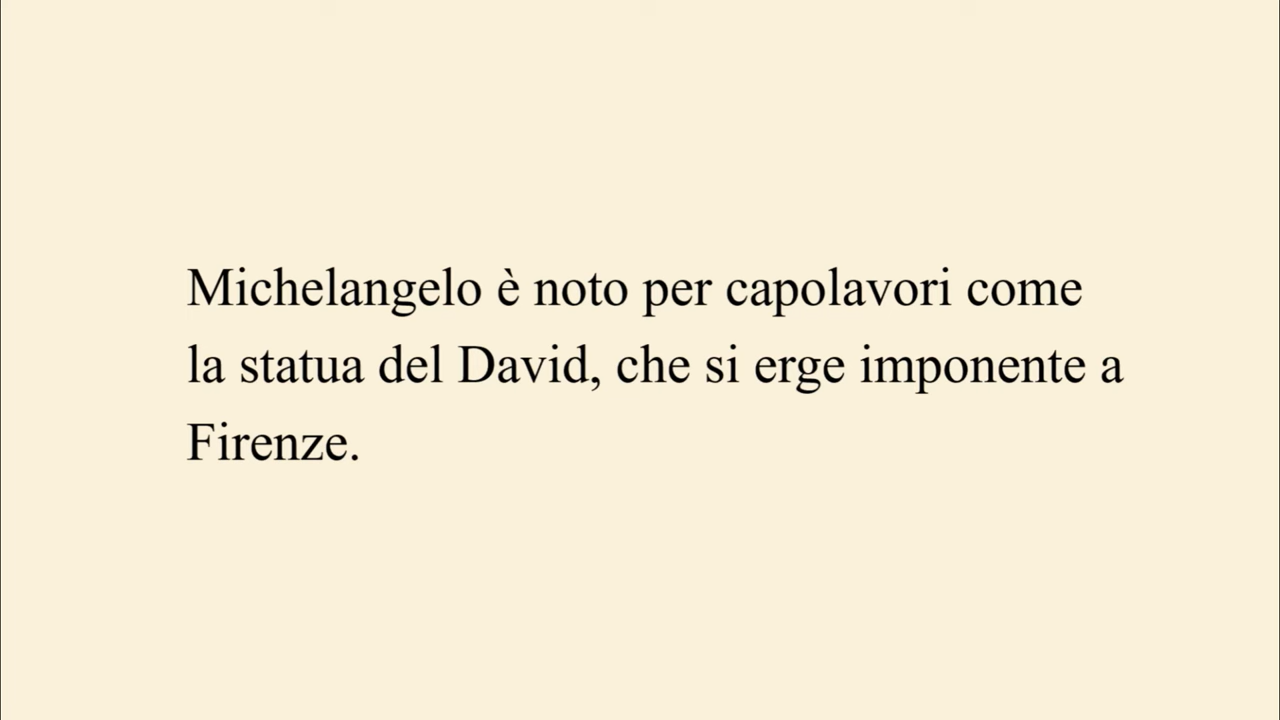 Michelangelo è noto per capolavori come
la statua del David, che si erge imponente a
Firenze.